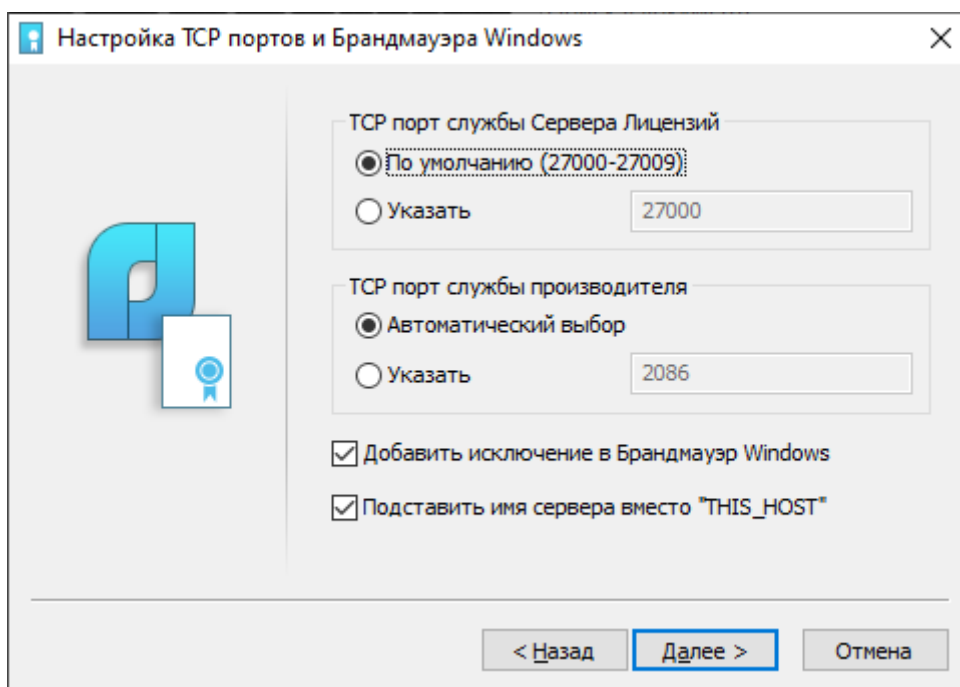 Настройка TCP портов и Брандмауэра Windows
TCP порт службы Сервера Лицензий
По умолчанию (27000-27009)
Указать 27000
TCP порт службы производителя
Автоматический выбор
Указать 2086
Добавить исключение в Брандмауэр Windows
Подставить имя сервера вместо "THIS_HOST"
< Назад Далее > Отмена